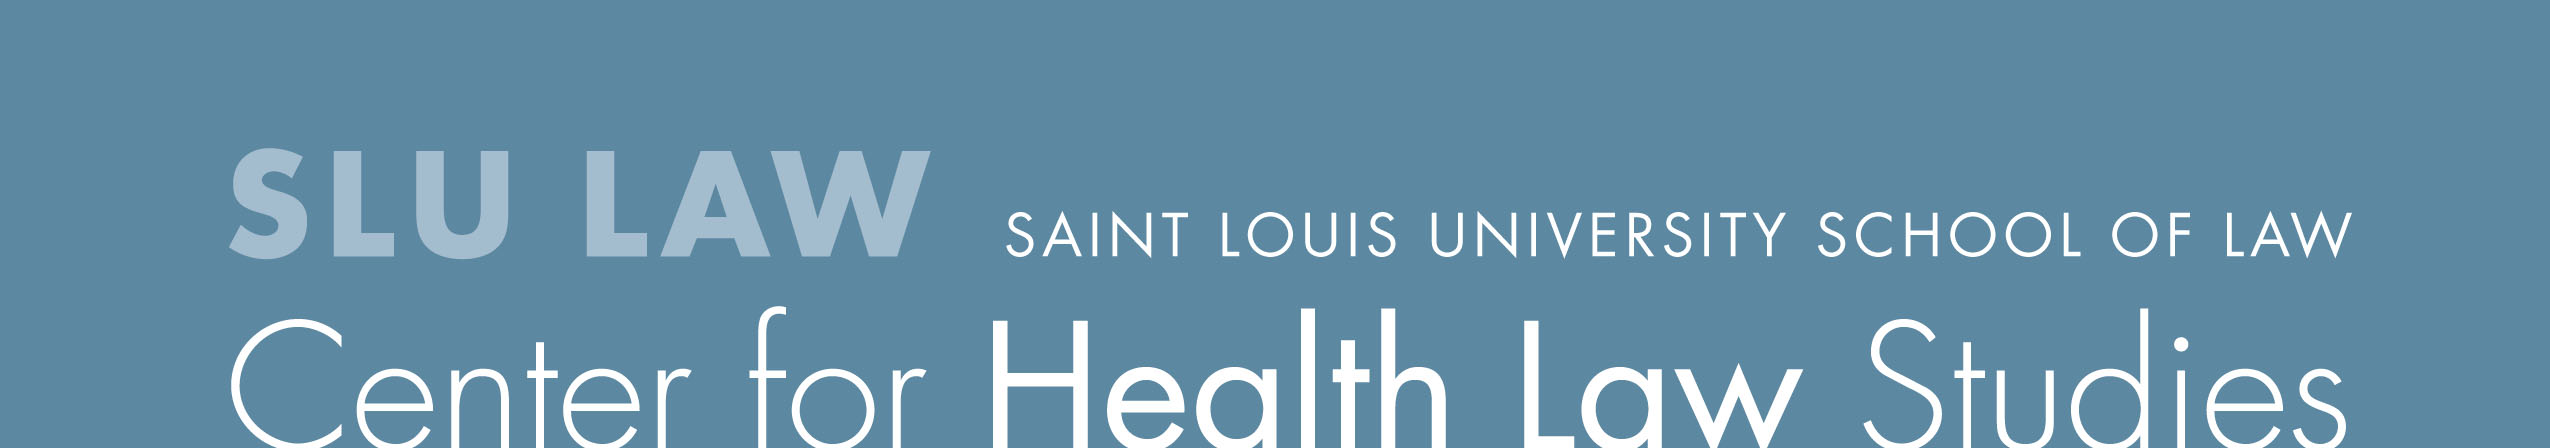 SLU LAW SAINT LOUIS UNIVERSITY SCHOOL OF LAW
Center for Health Law Studies